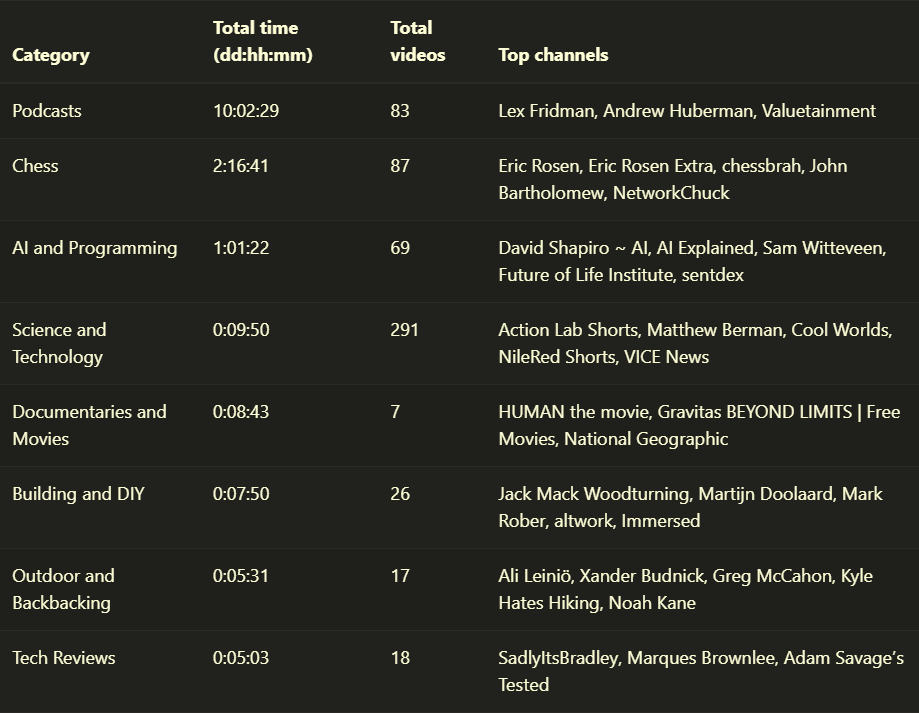 Category Total time (dd:hh:mm) Total videos Top channels
Podcasts 10:02:29 83 Lex Fridman, Andrew Huberman, Valuetainment
Chess 2:16:41 87 Eric Rosen, Eric Rosen Extra, chessbrah, John
Bartholomew, NetworkChuck
AI and Programming 1:01:22 69 David Shapiro ~ AI, AI Explained, Sam Witteveen,
Future of Life Institute, sentdex
Science and 0:09:50 291 Action Lab Shorts, Matthew Berman, Cool Worlds,
Technology NileRed Shorts, VICE News
Documentaries and 0:08:43 7 HUMAN the movie, Gravitas BEYOND LIMITS | Free
Movies Movies, National Geographic
Building and DIY 0:07:50 26 Jack Mack Woodturning, Martijn Doolaard, Mark
Rober, altwork, Immersed
Outdoor and 0:05:31 17 Ali Leiniö, Xander Budnick, Greg McCahon, Kyle
Backbacking Hates Hiking, Noah Kane
Tech Reviews 0:05:03 18 SadlyItsBradley, Marques Brownlee, Adam Savage’s
Tested